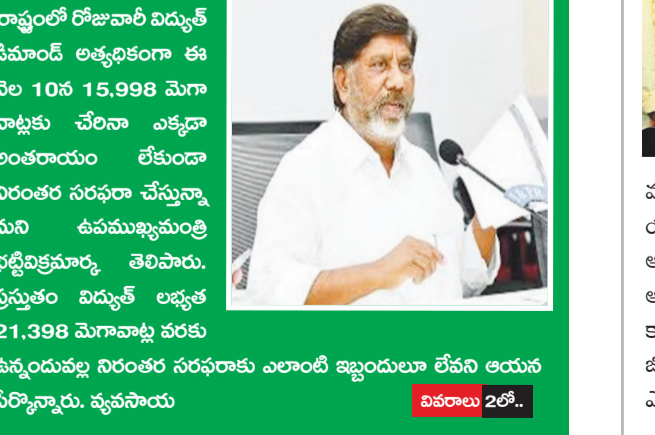 రాష్ట్రంలో రోజువారీ విద్యుత్
డిమాండ్ అత్యధికంగా ఈ
నెల 10న 15,998 మెగా
వాట్లకు చేరినా ఎక్కడా
అంతరాయం లేకుండా
నిరంతర సరఫరా చేస్తున్నా
మని ఉపముఖ్యమంత్రి
భట్టివిక్రమార్క తెలిపారు.
ప్రస్తుతం విద్యుత్ లభ్యత
21,398 మెగావాట్ల వరకు
ఉన్నందువల్ల నిరంతర సరఫరాకు ఎలాంటి ఇబ్బందులూ లేవని ఆయన
పేర్కొన్నారు. వ్యవసాయ
వివరాలు 2లో..